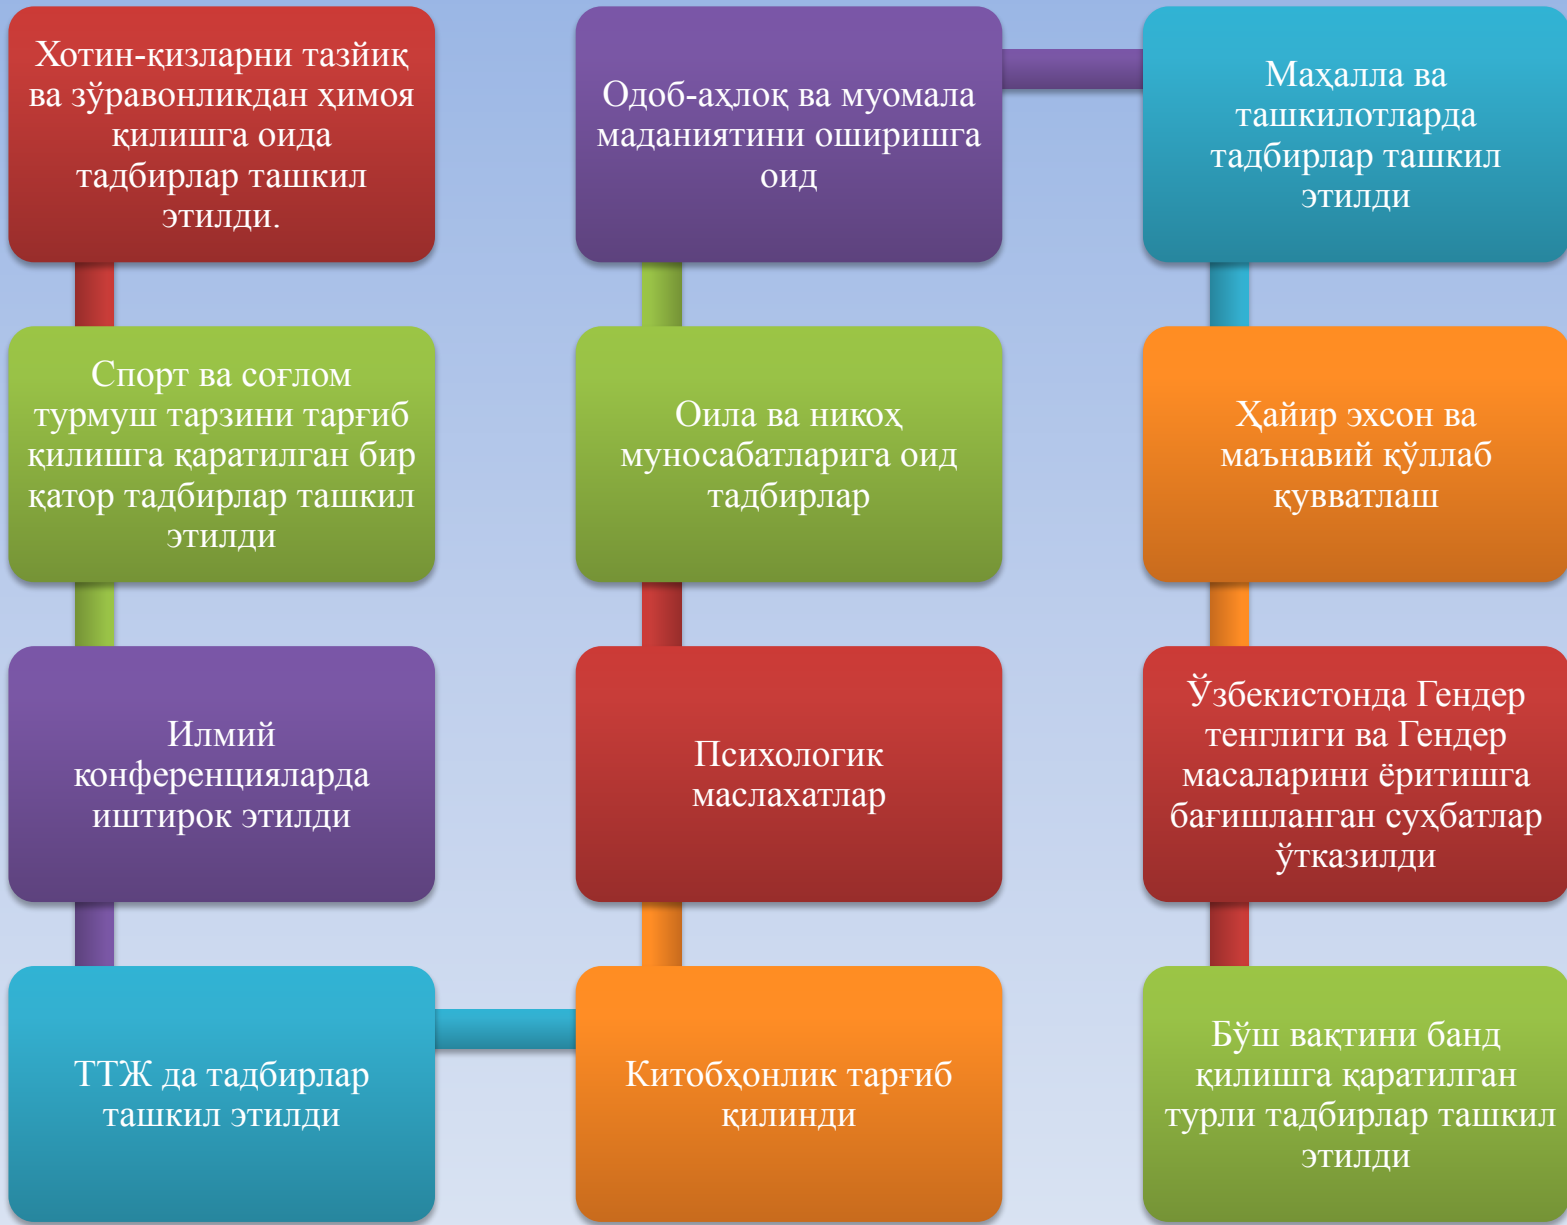 Хотин-қизларни тазйиқ
ва зўравонликдан ҳимоя
қилишга оида
тадбирлар ташкил
этилди.
Спорт ва соғлом
турмуш тарзини тарғиб
қилишга қаратилган бир
қатор тадбирлар ташкил
этилди
Илмий
конференцияларда
иштирок этилди
ТТЖ да тадбирлар
ташкил этилди
Китобҳонлик тарғиб
қилинди
Психологик
маслахатлар
Оила ва никоҳ
муносабатларига оид
тадбирлар
Одоб-аҳлоқ ва муомала
маданиятини оширишга
оид
Маҳалла ва
ташкилотларда
тадбирлар ташкил
этилди
Ҳайир эхсон ва
маънавий қўллаб
қувватлаш
Ўзбекистонда Гендер
тенглиги ва Гендер
масаларини ёритишга
бағишланган суҳбатлар
ўтказилди
Бўш вақтини банд
қилишга қаратилган
турли тадбирлар ташкил
этилди